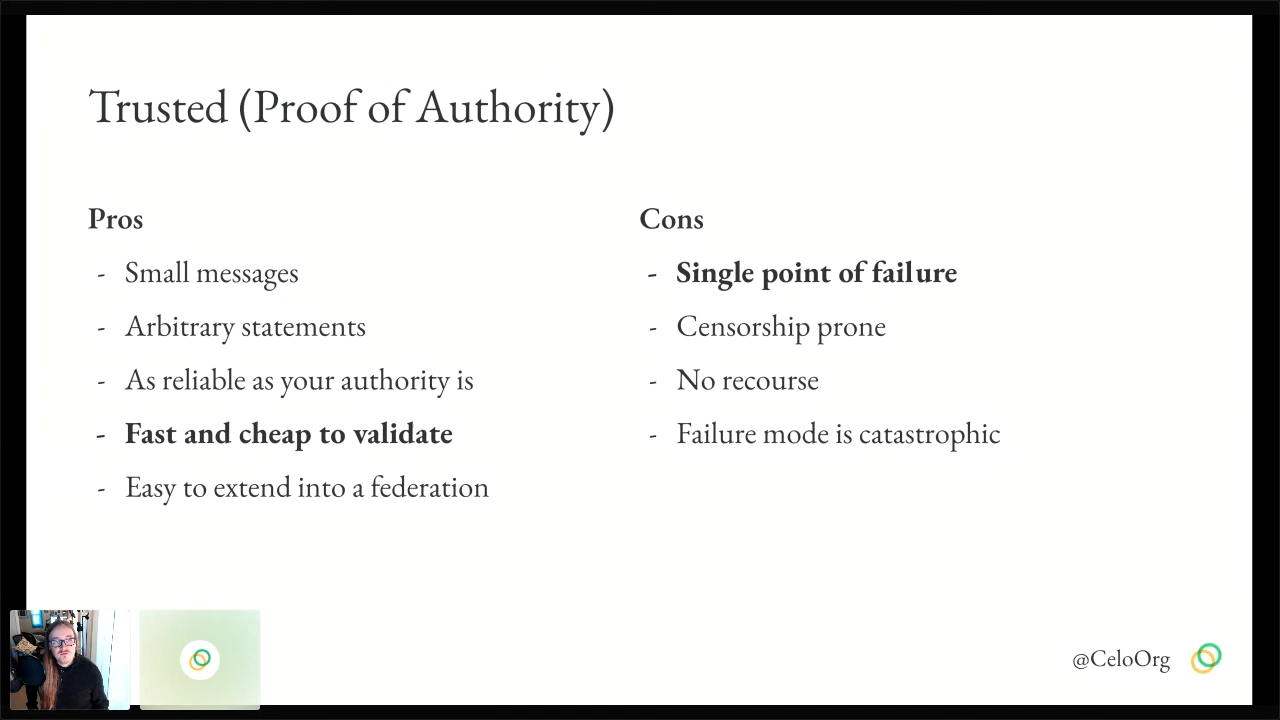 Trusted (Proof of Authority)
Pros
- Small messages
- Arbitrary statements
- As reliable as your authority is
- Fast and cheap to validate
- Easy to extend into a federation
Cons
- Single point of failure
- Censorship prone
- No recourse
- Failure mode is catastrophic
@CeloOrg